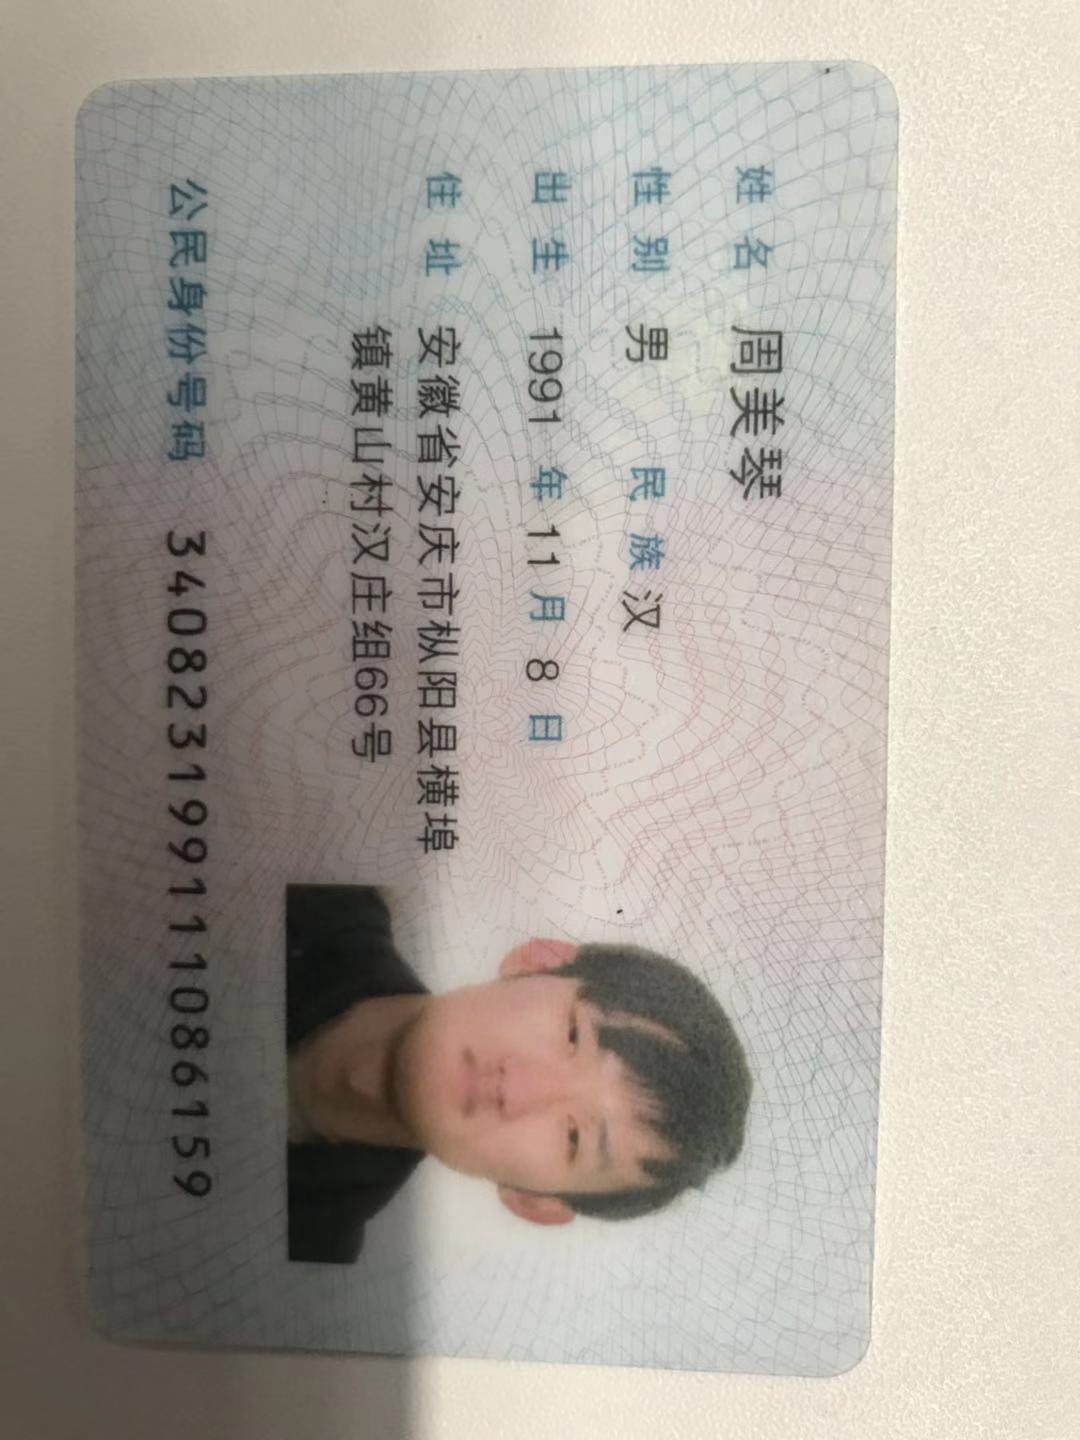 姓名 周美琴
性别 男 民族 汉
出生 1991 年 11 月 8 日
住址 安徽省安庆市枞阳县横埠
镇黄山村汉庄组66号
公民身份号码 340823199111086159